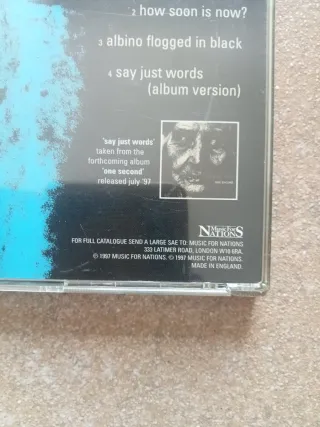 2 how soon is now?
3 albino flogged in black
4 say just words
(album version)
'say just words'
taken from the
forthcoming album
'one second'
released july '97
Music For
NATIONS
FOR FULL CATALOGUE SEND A LARGE SAE TO: MUSIC FOR NATIONS
333 LATIMER ROAD, LONDON W10 6RA.
℗ 1997 MUSIC FOR NATIONS. © 1997 MUSIC FOR NATIONS.
MADE IN ENGLAND.